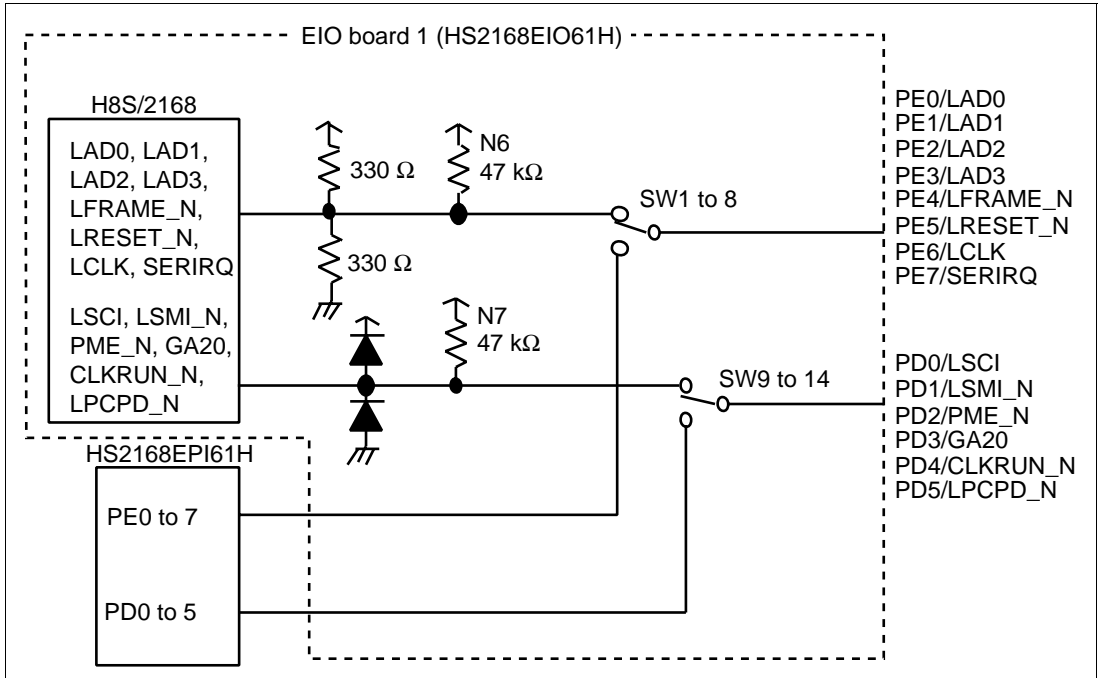 EIO board 1 (HS2168EIO61H)
H8S/2168
LAD0, LAD1,
LAD2, LAD3,
LFRAME_N,
LRESET_N,
LCLK, SERIRQ
LSCI, LSMI_N,
PME_N, GA20,
CLKRUN_N,
LPCPD_N
330 Ω
330 Ω
N6
47 kΩ
N7
47 kΩ
SW1 to 8
SW9 to 14
PE0/LAD0
PE1/LAD1
PE2/LAD2
PE3/LAD3
PE4/LFRAME_N
PE5/LRESET_N
PE6/LCLK
PE7/SERIRQ
PD0/LSCI
PD1/LSMI_N
PD2/PME_N
PD3/GA20
PD4/CLKRUN_N
PD5/LPCPD_N
HS2168EPI61H
PE0 to 7
PD0 to 5